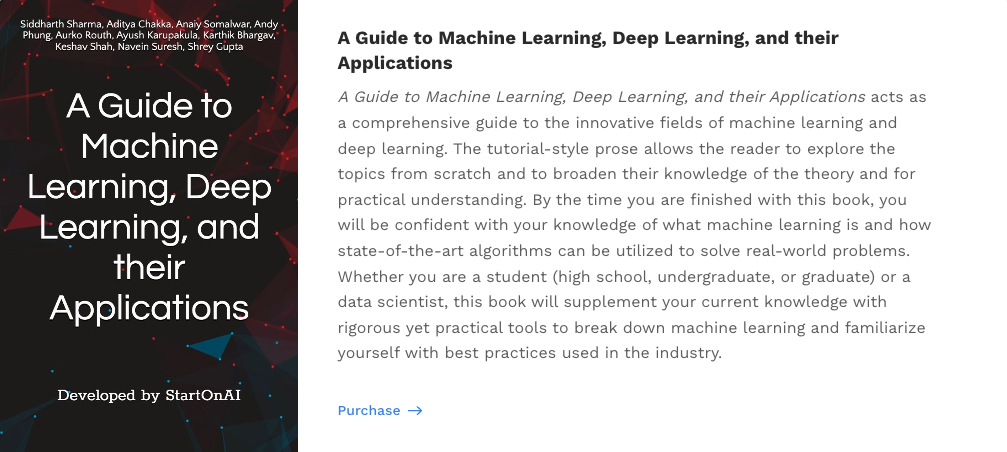 Siddharth Sharma, Aditya Chakka, Anaiy Somalwar, Andy
Phung, Aurko Routh, Ayush Karupakula, Karthik Bhargav,
Keshav Shah, Navein Suresh, Shrey Gupta
A Guide to
Machine
Learning, Deep
Learning, and
their
Applications
Developed by StartOnAI
A Guide to Machine Learning, Deep Learning, and their
Applications
A Guide to Machine Learning, Deep Learning, and their Applications acts as
a comprehensive guide to the innovative fields of machine learning and
deep learning. The tutorial-style prose allows the reader to explore the
topics from scratch and to broaden their knowledge of the theory and for
practical understanding. By the time you are finished with this book, you
will be confident with your knowledge of what machine learning is and how
state-of-the-art algorithms can be utilized to solve real-world problems.
Whether you are a student (high school, undergraduate, or graduate) or a
data scientist, this book will supplement your current knowledge with
rigorous yet practical tools to break down machine learning and familiarize
yourself with best practices used in the industry.
Purchase →